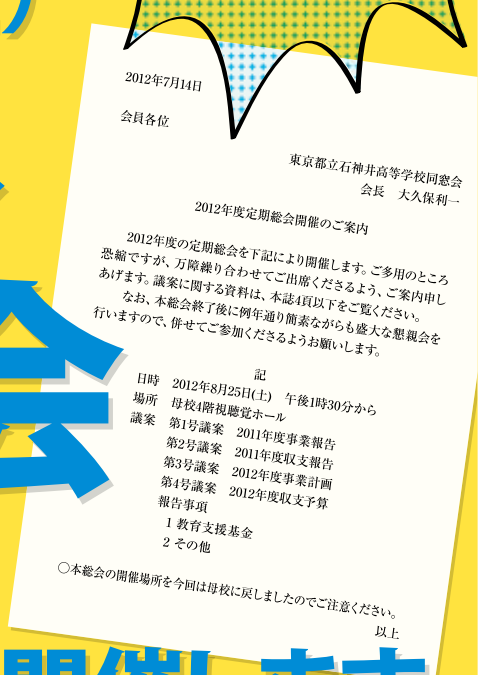 2012年7月14日
会員各位
東京都立石神井高等学校同窓会
会長 大久保利一
2012年度定期総会開催のご案内
2012年度の定期総会を下記により開催します。ご多用のところ
恐縮ですが、万障繰り合わせてご出席くださるよう、ご案内申し
あげます。議案に関する資料は、本誌4頁以下をご覧ください。
なお、本総会終了後に例年通り簡素ながらも盛大な懇親会を
行いますので、併せてご参加くださるようお願いします。
記
日時 2012年8月25日(土) 午後1時30分から
場所 母校4階視聴覚ホール
議案 第1号議案 2011年度事業報告
第2号議案 2011年度収支報告
第3号議案 2012年度事業計画
第4号議案 2012年度収支予算
報告事項
1 教育支援基金
2 その他
○本総会の開催場所を今回は母校に戻しましたのでご注意ください。
以上
会
開催します